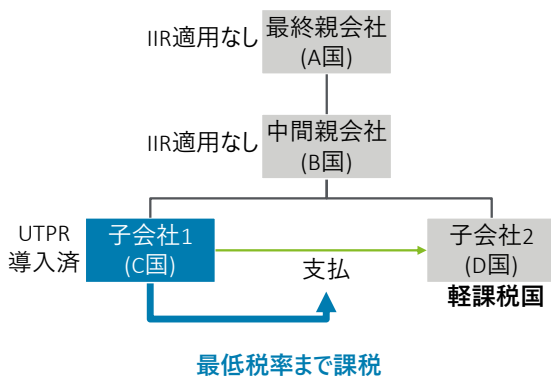 IIR適用なし
最終親会社
(A国)
IIR適用なし
中間親会社
(B国)
UTPR
導入済
子会社1
(C国)
支払
子会社2
(D国)
軽課税国
最低税率まで課税